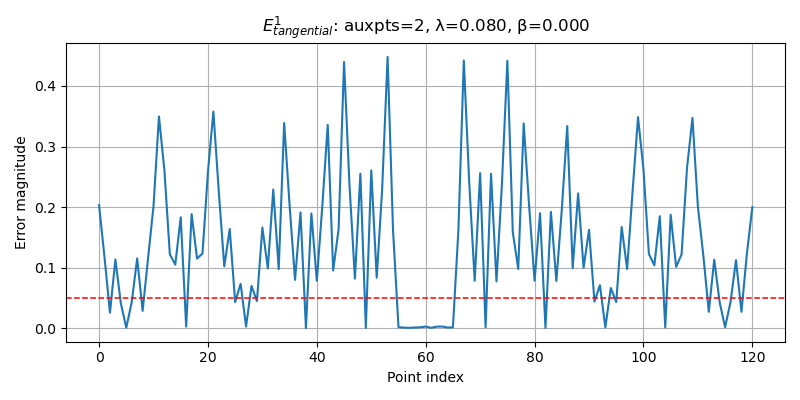 E¹tangential: auxpts=2, λ=0.080, β=0.000
Error magnitude
0.4
0.3
0.2
0.1
0.0
0 20 40 60 80 100 120
Point index